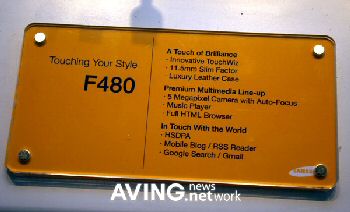 Touching Your Style
F480
A Touch of Brilliance
· Innovative TouchWiz
· 11.5mm Slim Factor
· Luxury Leather Case
Premium Multimedia Line-up
· 5 Megapixel Camera with Auto-Focus
· Music Player
· Full HTML Browser
In Touch With the World
· HSDPA
· Mobile Blog / RSS Reader
· Google Search / Gmail
SAMSUNG
AVING news network